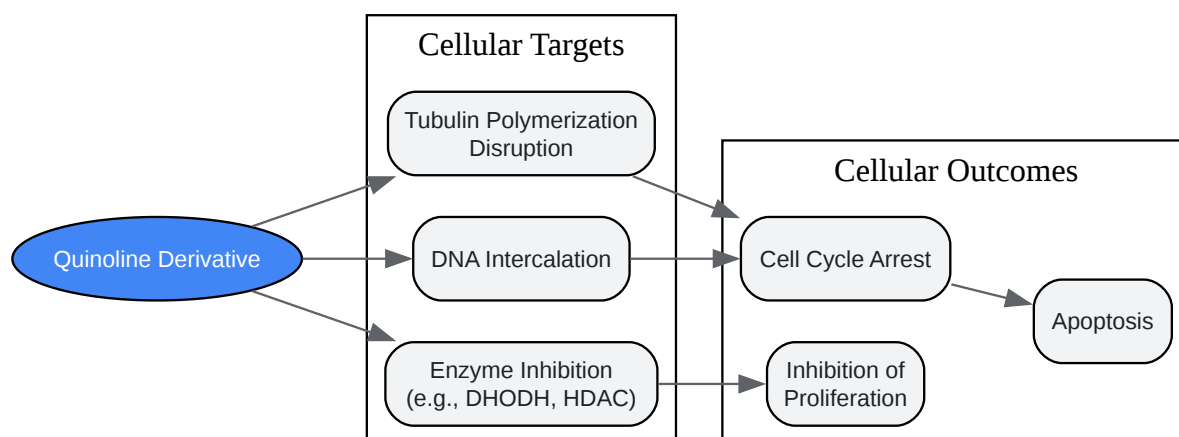 Cellular Targets
Tubulin Polymerization
Disruption
Cellular Outcomes
Quinoline Derivative
DNA Intercalation
Cell Cycle Arrest
Apoptosis
Enzyme Inhibition
(e.g., DHODH, HDAC)
Inhibition of
Proliferation